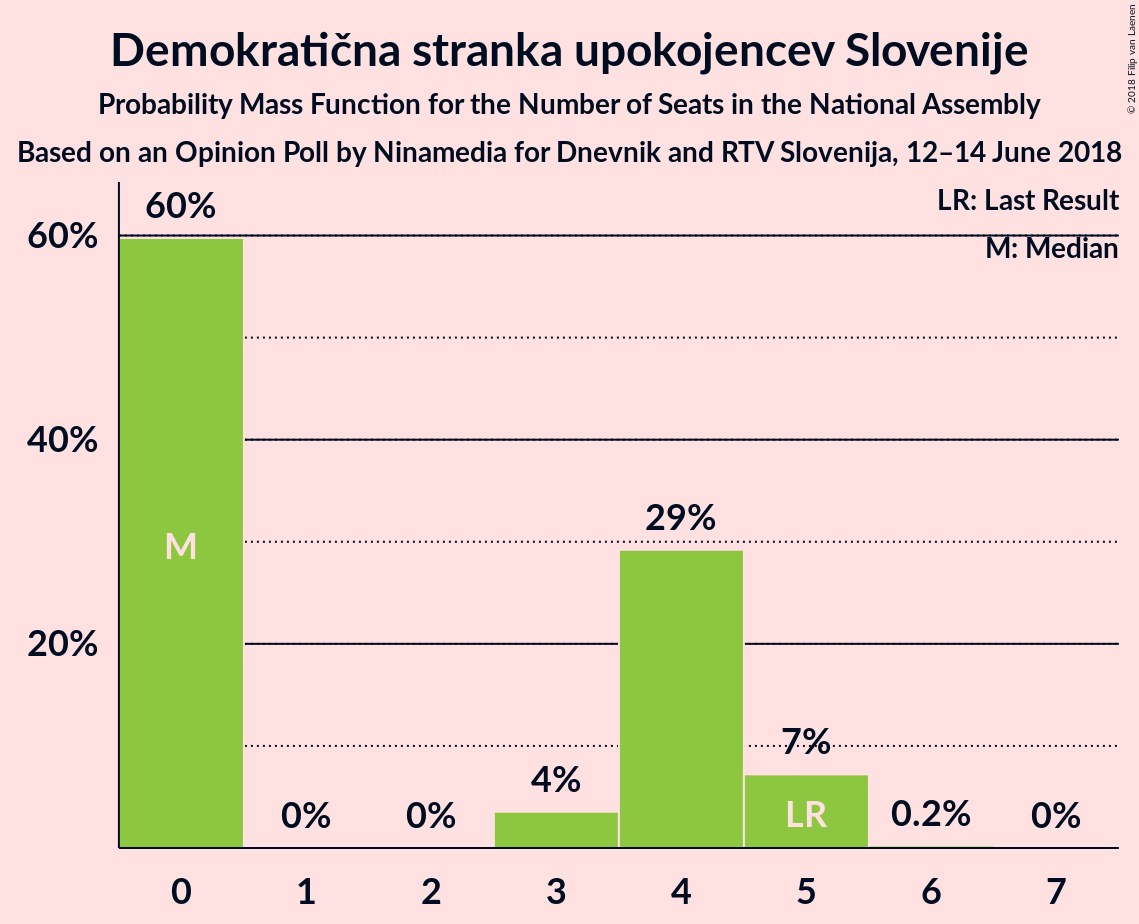 Demokratična stranka upokojencev Slovenije
Probability Mass Function for the Number of Seats in the National Assembly
Based on an Opinion Poll by Ninamedia for Dnevnik and RTV Slovenija, 12–14 June 2018
© 2018 Filip van Laenen
LR: Last Result
M: Median
60%
40%
20%
60%
0%
0%
4%
29%
7%
0.2%
0%
M
LR
0 1 2 3 4 5 6 7